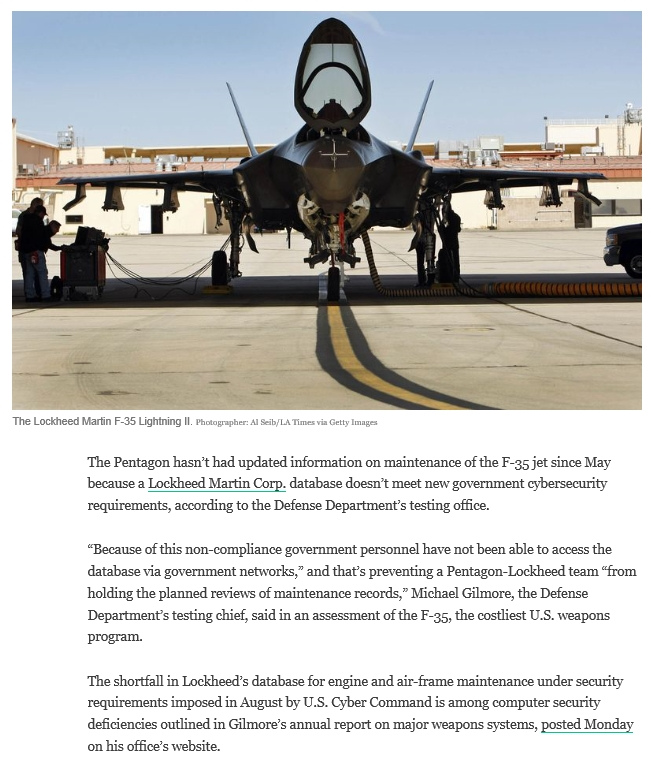 The Lockheed Martin F-35 Lightning II. Photographer: Al Seib/LA Times via Getty Images
The Pentagon hasn’t had updated information on maintenance of the F-35 jet since May
because a Lockheed Martin Corp. database doesn’t meet new government cybersecurity
requirements, according to the Defense Department’s testing office.
“Because of this non-compliance government personnel have not been able to access the
database via government networks,” and that’s preventing a Pentagon-Lockheed team “from
holding the planned reviews of maintenance records,” Michael Gilmore, the Defense
Department’s testing chief, said in an assessment of the F-35, the costliest U.S. weapons
program.
The shortfall in Lockheed’s database for engine and air-frame maintenance under security
requirements imposed in August by U.S. Cyber Command is among computer security
deficiencies outlined in Gilmore’s annual report on major weapons systems, posted Monday
on his office’s website.